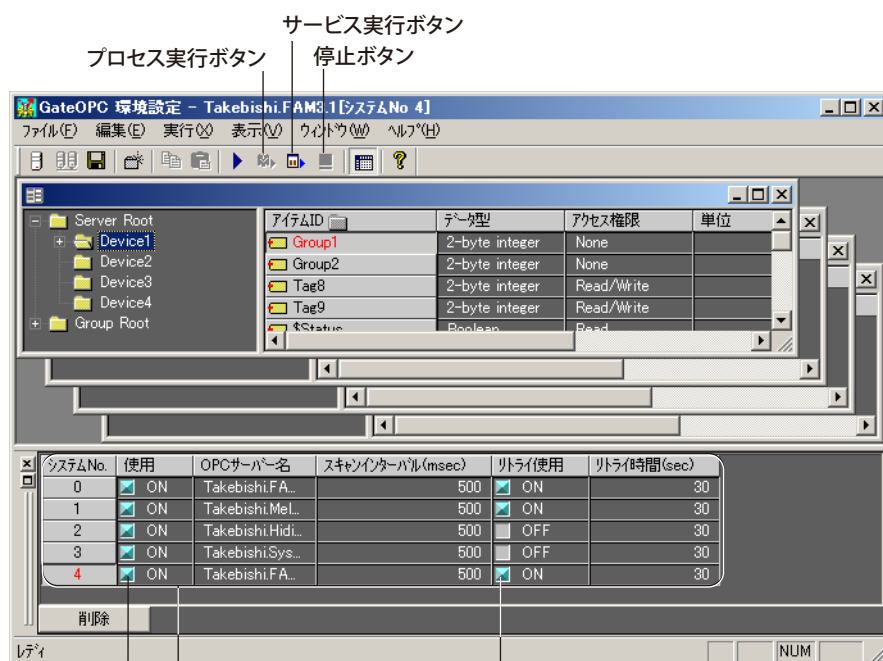 サービス実行ボタン
プロセス実行ボタン
停止ボタン
GateOPC 環境設定 - Takebishi.FAM3.1[システムNo 4]
ファイル(F) 編集(E) 実行(X) 表示(V) ウィンドウ(W) ヘルプ(H)
Server Root
Device1
Device2
Device3
Device4
Group Root
アイテムID データ型 アクセス権限 単位
Group1 2-byte integer None
Group2 2-byte integer None
Tag8 2-byte integer Read/Write
Tag9 2-byte integer Read/Write
$Status Boolean Read
システムNo. 使用 OPCサーバー名 スキャンインターバル(msec) リトライ使用 リトライ時間(sec)
0 ON Takebishi.FA... 500 ON 30
1 ON Takebishi.Mel... 500 ON 30
2 ON Takebishi.Hidi... 500 OFF 30
3 ON Takebishi.Sys... 500 OFF 30
4 ON Takebishi.FA... 500 ON 30
削除
レディ NUM